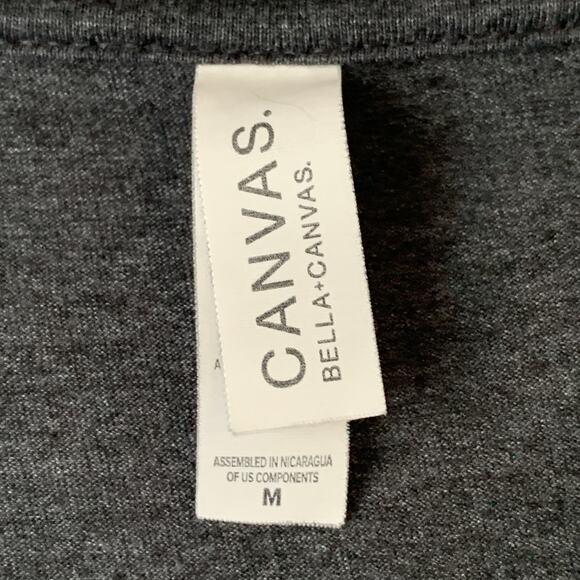 CANVAS.
BELLA+CANVAS.
A
ASSEMBLED IN NICARAGUA
OF US COMPONENTS
M